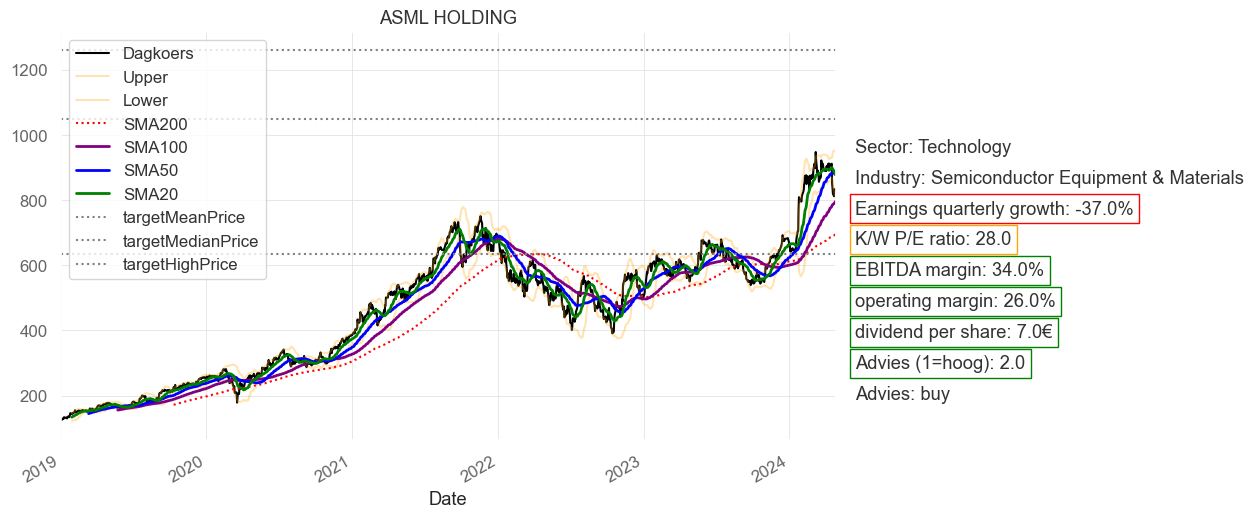 ASML HOLDING
1200
1000
800
600
400
200
Dagkoers
Upper
Lower
SMA200
SMA100
SMA50
SMA20
targetMeanPrice
targetMedianPrice
targetHighPrice
2019
2020
2021
2022
2023
2024
Date
Sector: Technology
Industry: Semiconductor Equipment & Materials
Earnings quarterly growth: -37.0%
K/W P/E ratio: 28.0
EBITDA margin: 34.0%
operating margin: 26.0%
dividend per share: 7.0€
Advies (1=hoog): 2.0
Advies: buy